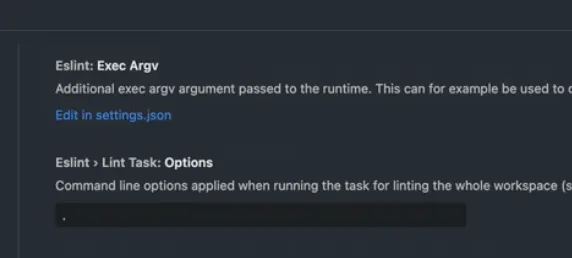 Eslint: Exec Argv
Additional exec argv argument passed to the runtime. This can for example be used to
Edit in settings.json
Eslint › Lint Task: Options
Command line options applied when running the task for linting the whole workspace
.